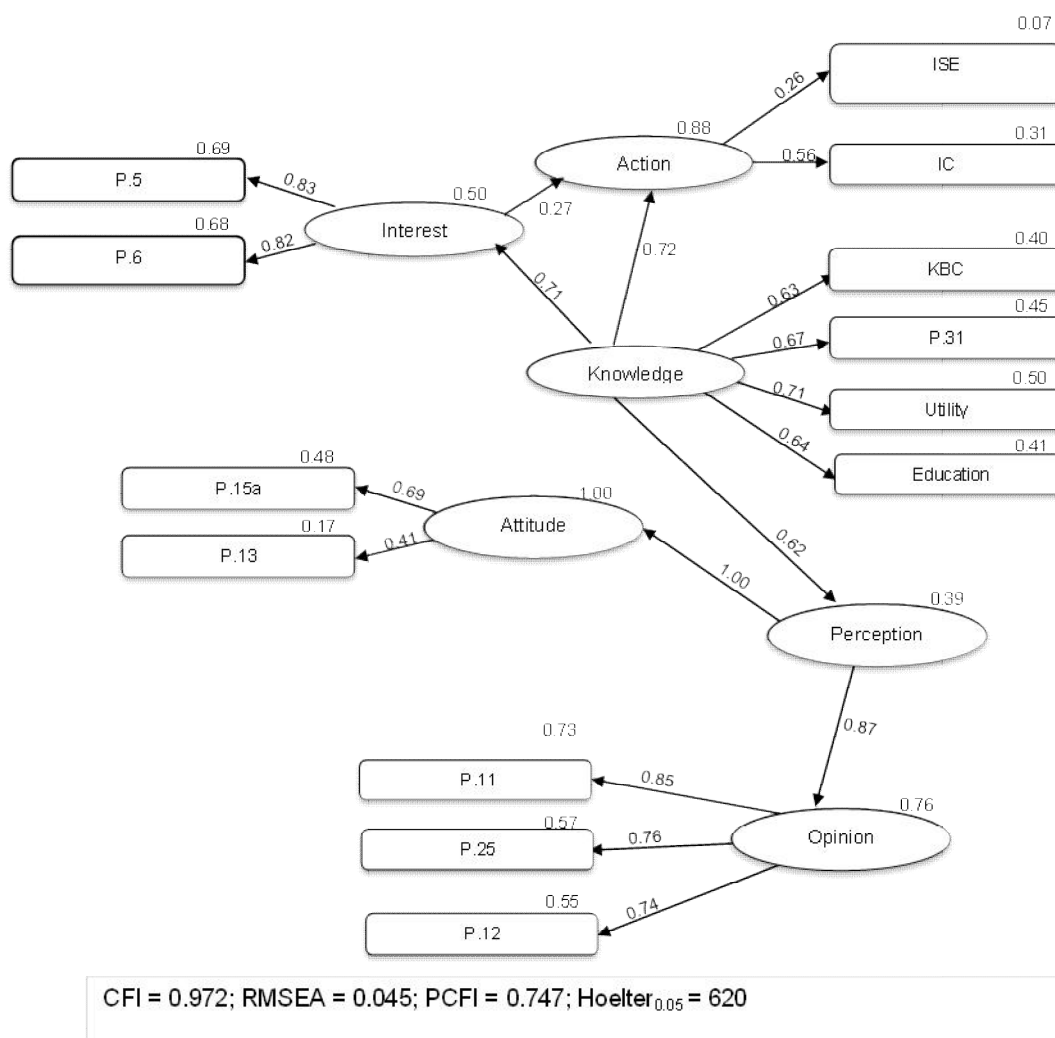 0.07
ISE
0.26
0.88
0.31
Action
0.56
IC
0.69
P.5
0.83
0.50
0.27
Interest
0.68
P.6
0.82
0.40
KBC
0.72
0.71
0.63
0.45
P.31
0.67
Knowledge
0.50
Utility
0.71
0.64
0.41
Education
0.48
P.15a
0.69
1.00
Attitude
0.17
P.13
0.41
0.62
1.00
0.39
Perception
0.87
0.73
P.11
0.85
0.76
Opinion
0.57
P.25
0.76
0.55
P.12
0.74
CFI = 0.972; RMSEA = 0.045; PCFI = 0.747; Hoelter0.05 = 620